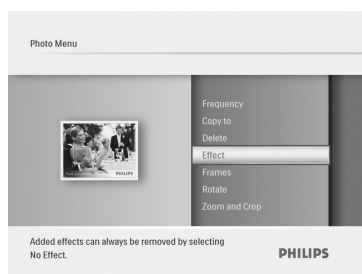 Photo Menu
Frequency
Copy to
Delete
Effect
Frames
Rotate
Zoom and Crop
PHILIPS
Added effects can always be removed by selecting
No Effect.
PHILIPS